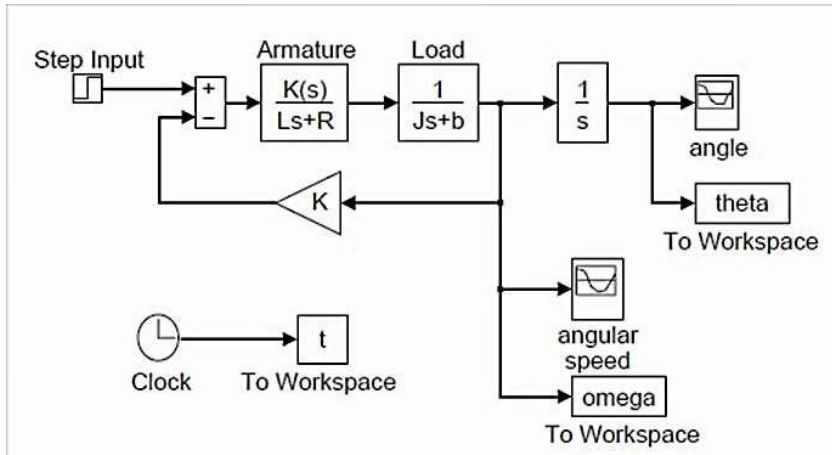 Step Input
Armature
Load
+
−
K(s)
Ls+R
1
Js+b
1
s
angle
K
theta
To Workspace
angular
speed
t
Clock
To Workspace
omega
To Workspace